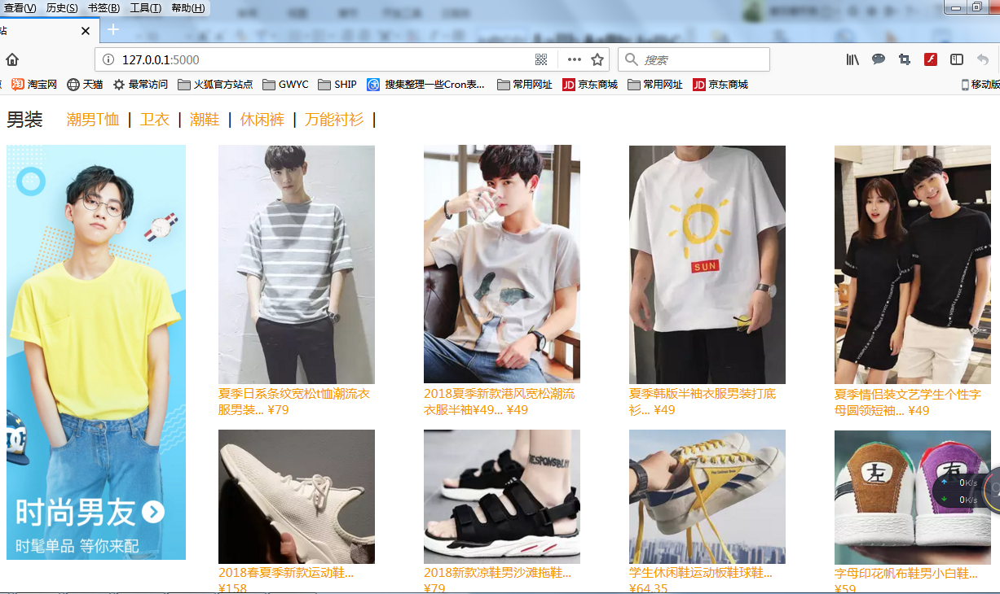 查看(V) 历史(S) 书签(B) 工具(T) 帮助(H)
站
127.0.0.1:5000
搜索
淘宝网 天猫 最常访问 火狐官方站点 GWYC SHIP 搜集整理一些Cron表... 常用网址 京东商城 常用网址 京东商城 移动版
男装 潮男T恤 | 卫衣 | 潮鞋 | 休闲裤 | 万能衬衫 |
SUN
时尚男友
时髦单品 等你来配
夏季日系条纹宽松t恤潮流衣
服男装... ¥79
2018夏季新款港风宽松潮流
衣服半袖¥49... ¥49
夏季韩版半袖衣服男装打底
衫... ¥49
夏季情侣装文艺学生个性字
母圆领短袖... ¥49
RESPONSBLIY
左 右
0K/s
0K/s
2018春夏季新款运动鞋...
¥158
2018新款凉鞋男沙滩拖鞋...
¥79
学生休闲鞋运动板鞋球鞋...
¥64.35
字母印花帆布鞋男小白鞋...
¥59